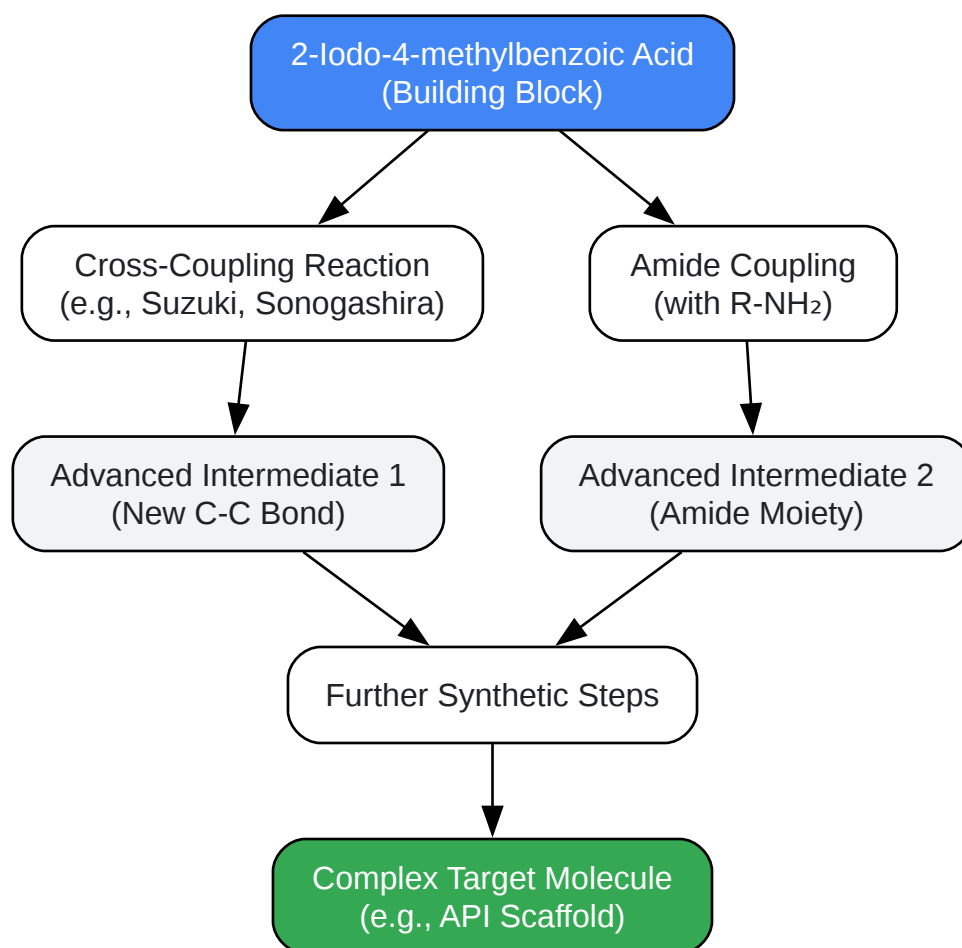 2-Iodo-4-methylbenzoic Acid
(Building Block)
Cross-Coupling Reaction
(e.g., Suzuki, Sonogashira)
Amide Coupling
(with R-NH₂)
Advanced Intermediate 1
(New C-C Bond)
Advanced Intermediate 2
(Amide Moiety)
Further Synthetic Steps
Complex Target Molecule
(e.g., API Scaffold)